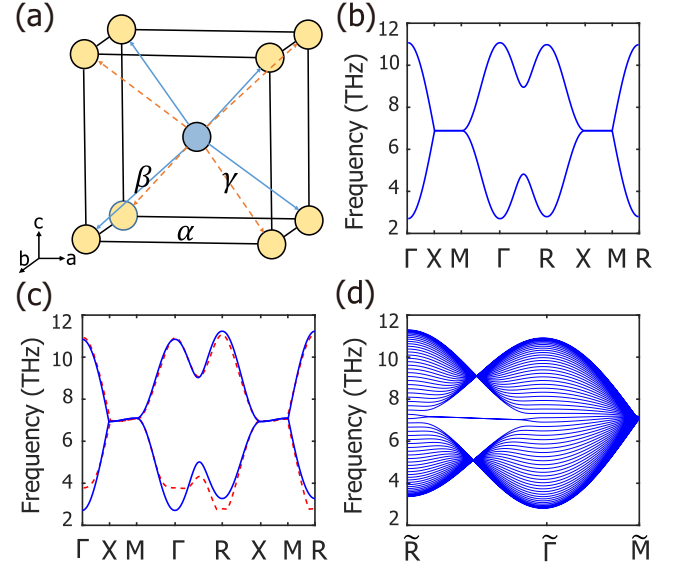 (a)
β
γ
α
c
b
a
(b)
Frequency (THz)
12
10
8
6
4
2
Γ X M Γ R X M R
(c)
Frequency (THz)
12
10
8
6
4
2
Γ X M Γ R X M R
(d)
Frequency (THz)
12
10
8
6
4
2
R̃ Γ̃ M̃